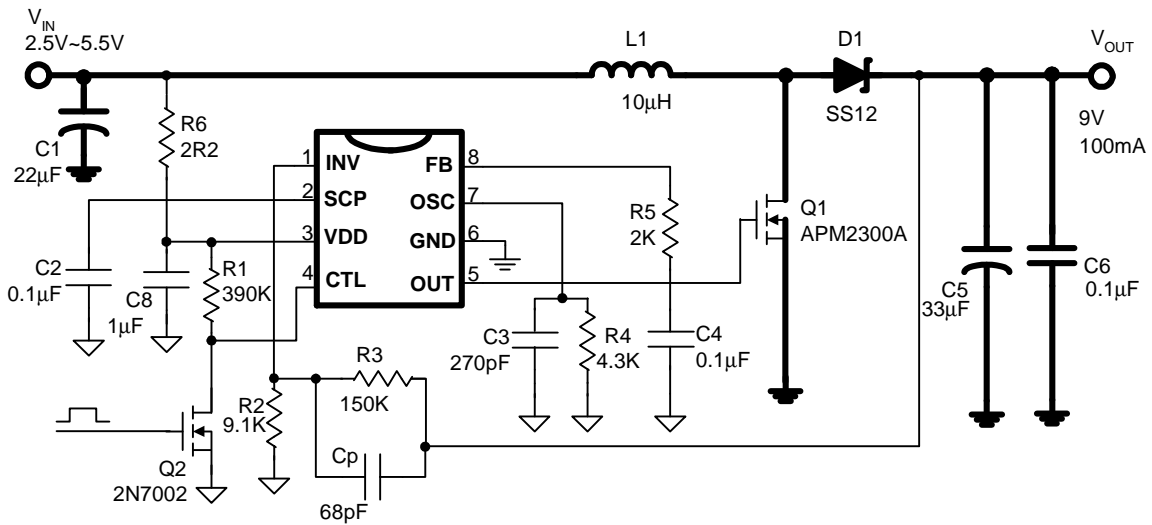 V_IN
2.5V~5.5V
L1
10μH
D1
SS12
V_OUT
9V
100mA
C1
22μF
R6
2R2
1
INV
2
SCP
3
VDD
4
CTL
FB
8
OSC
7
GND
6
OUT
5
R5
2K
Q1
APM2300A
C2
0.1μF
C8
1μF
R1
390K
C3
270pF
R4
4.3K
C4
0.1μF
C5
33μF
C6
0.1μF
R3
150K
R2
9.1K
Cp
68pF
Q2
2N7002